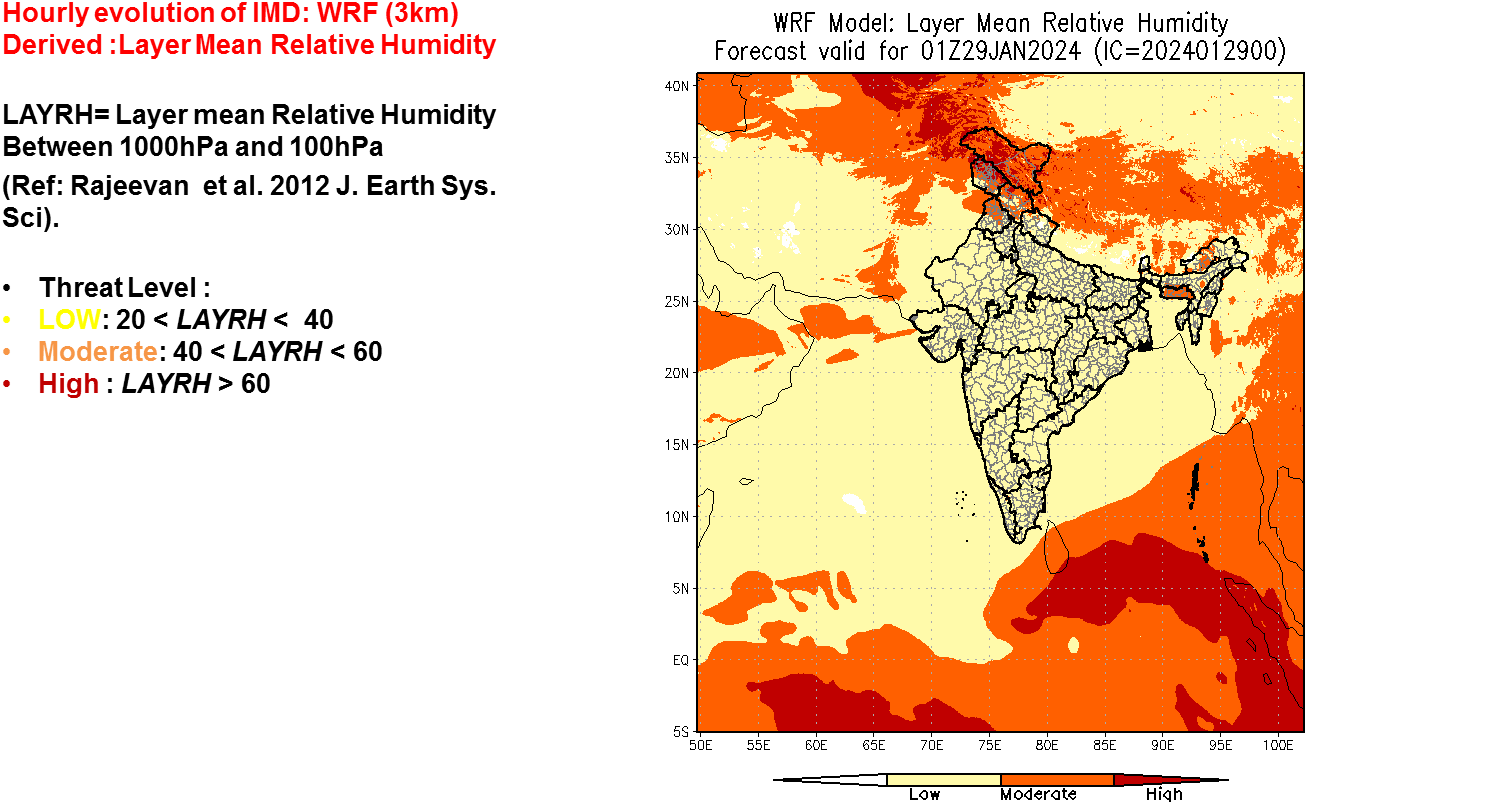 Hourly evolution of IMD: WRF (3km)
Derived :Layer Mean Relative Humidity
LAYRH= Layer mean Relative Humidity
Between 1000hPa and 100hPa
(Ref: Rajeevan et al. 2012 J. Earth Sys.
Sci).
• Threat Level :
• LOW: 20 < LAYRH < 40
• Moderate: 40 < LAYRH < 60
• High : LAYRH > 60
WRF Model: Layer Mean Relative Humidity
Forecast valid for 01Z29JAN2024 (IC=2024012900)
40N
35N
30N
25N
20N
15N
10N
5N
EQ
5S
50E 55E 60E 65E 70E 75E 80E 85E 90E 95E 100E
Low Moderate High